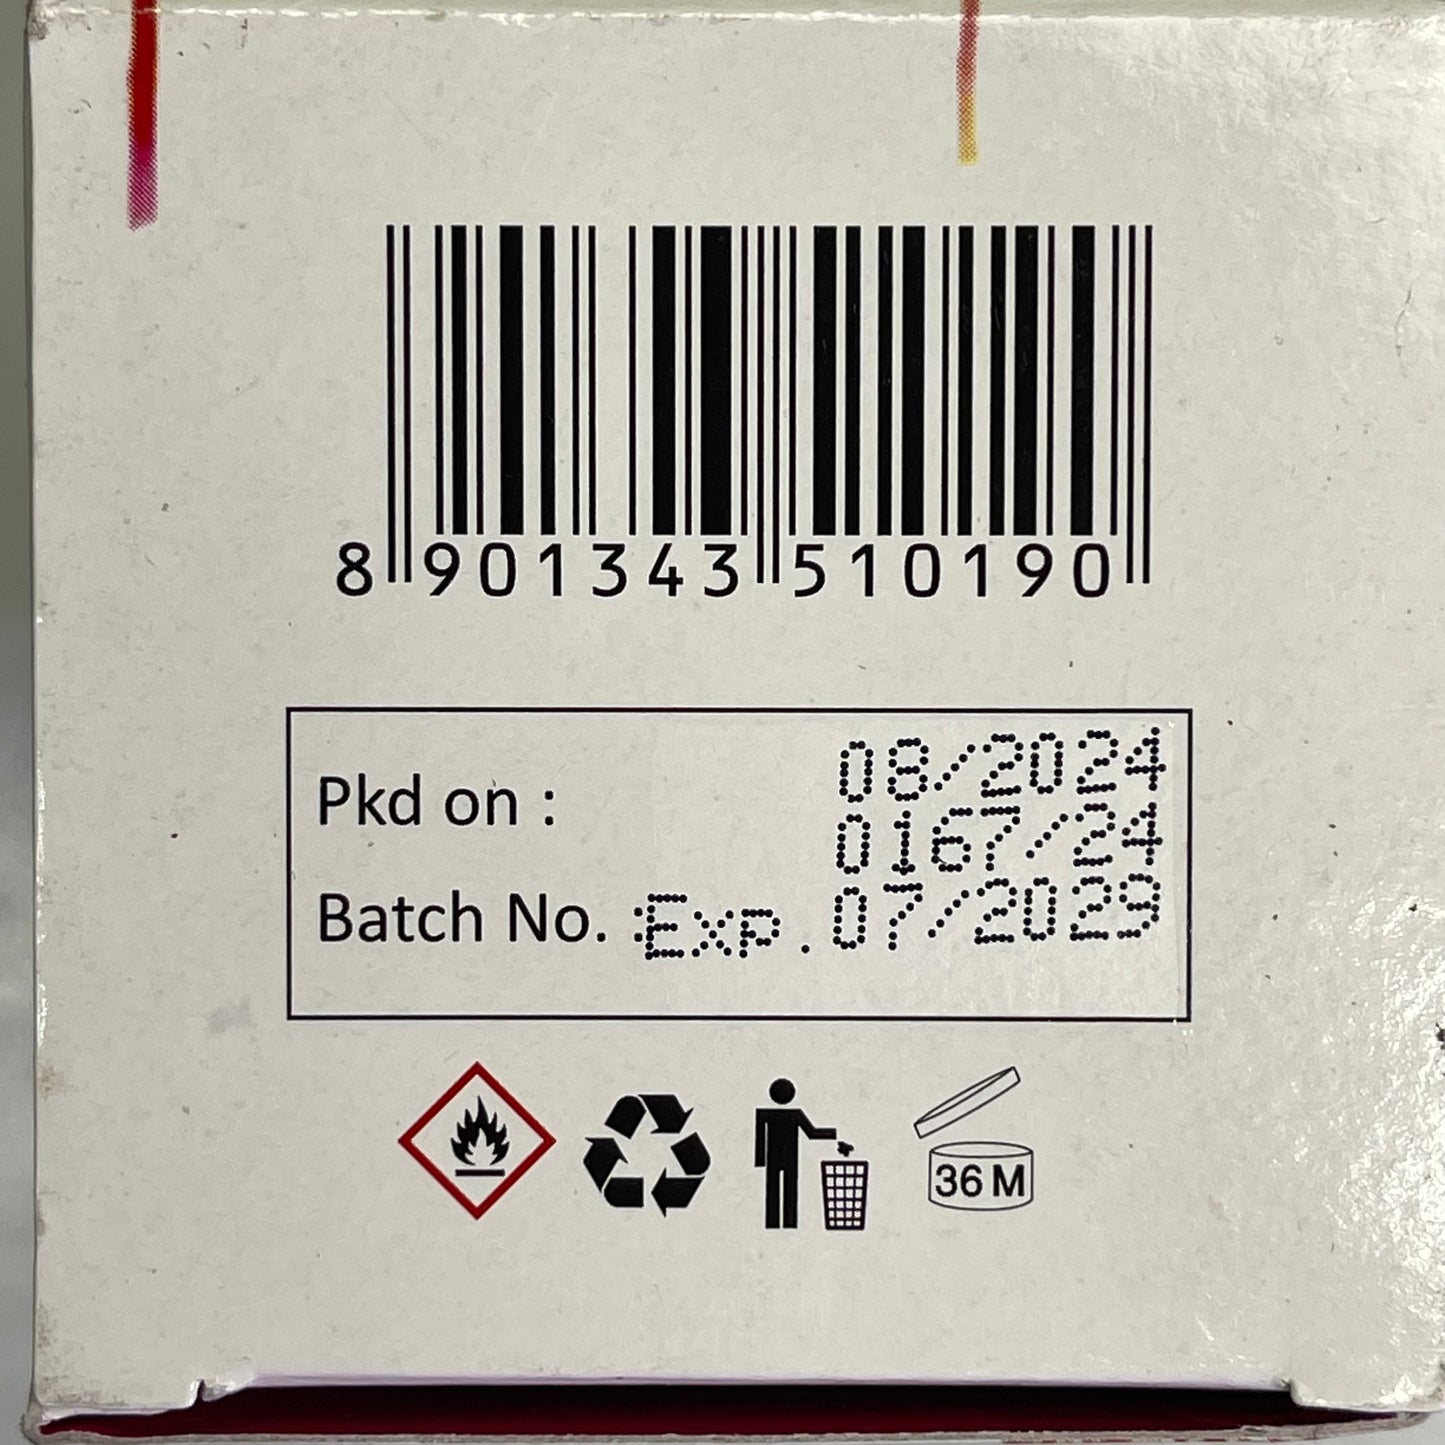 8 901343 510190
Pkd on : 08/2024
0167/24
Batch No. :Exp. 07/2029
36 M